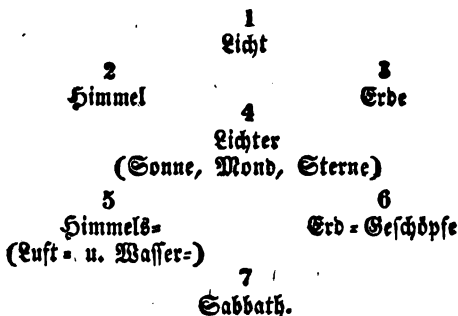 1
Licht
2 3
Himmel Erde
4
Lichter
(Sonne, Mond, Sterne)
5 6
Himmels= Erd=Geschöpfe
(Luft= u. Wasser=)
7
Sabbath.